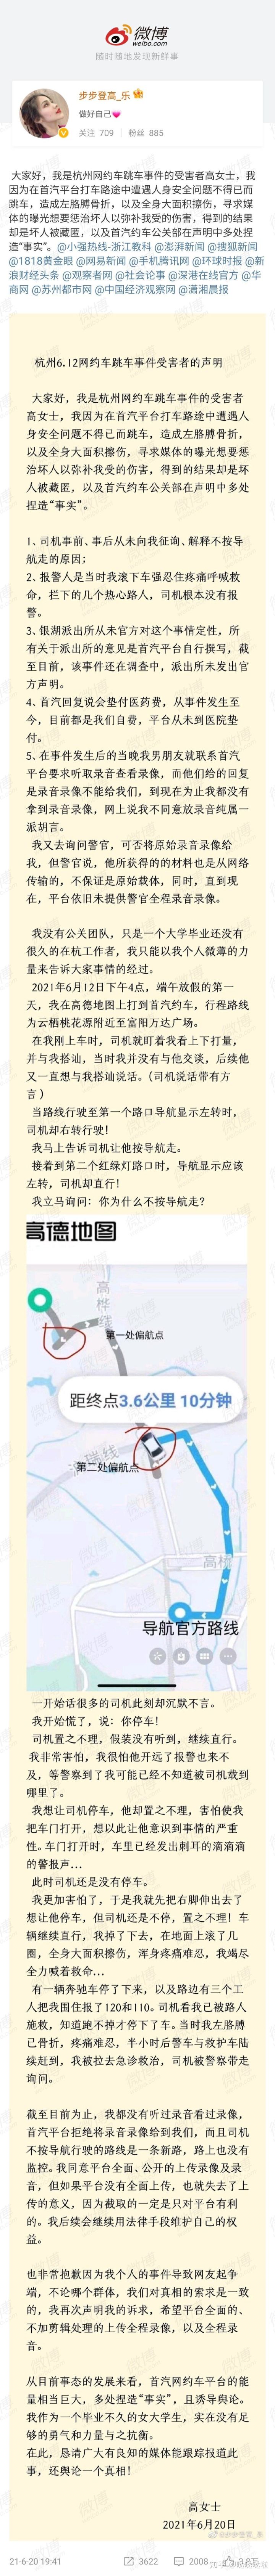 微博
weibo.com
随时随地发现新鲜事
步步登高_乐
做好自己
关注 709 粉丝 885
大家好，我是杭州网约车跳车事件的受害者高女士，我
因为在首汽平台打车路途中遭遇人身安全问题不得已而
跳车，造成左胳膊骨折，以及全身大面积擦伤，寻求媒
体的曝光想要惩治坏人以弥补我受的伤害，得到的结果
却是坏人被藏匿，以及首汽约车公关部在声明中多处捏
造“事实”。@小强热线-浙江教科 @澎湃新闻 @搜狐新闻
@1818黄金眼 @网易新闻 @手机腾讯网 @环球时报 @新
浪财经头条 @观察者网 @社会论事 @深港在线官方 @华
商网 @苏州都市网 @中国经济观察网 @潇湘晨报
杭州6.12网约车跳车事件受害者的声明
大家好，我是杭州网约车跳车事件的受害者
高女士，我因为在首汽平台打车路途中遭遇人
身安全问题不得已而跳车，造成左胳膊骨折，
以及全身大面积擦伤，寻求媒体的曝光想要惩
治坏人以弥补我受的伤害，得到的结果却是坏
人被藏匿，以及首汽约车公关部在声明中多处
捏造“事实”。
1、司机事前、事后从未向我征询、解释不按导
航走的原因；
2、报警人是当时我滚下车强忍住疼痛呼喊救
命，拦下的几个热心路人，司机根本没有报
警。
3、银湖派出所从未官方对这个事情定性，所
有关于派出所的意见是首汽平台自行撰写，截
至目前，该事件还在调查中，派出所未发出官
方声明。
4、首汽回复说会垫付医药费，从事件发生至
今，目前都是我们自费，平台从未到医院垫
付。
5、在事件发生后的当晚我男朋友就联系首汽
平台要求听取录音查看录像，而他们给的回复
是录音录像不能给我们，到现在为止我都没有
拿到录音录像，网上说我不同意放录音纯属一
派胡言。
我又去询问警官，可否将原始录音录像给
我们，但警官说，他所获得的的材料也是从网络
传输的，不保证是原始载体，同时，直到现
在，平台依旧未提供警官全程录音录像。
我没有公关团队，只是一个大学毕业还没有
很久的在杭工作者，我只能以我个人微薄的力
量来告诉大家事情的经过。
2021年6月12日下午4点，端午放假的第一
天，我在高德地图上打到首汽约车，行程路线
为云栖桃花源附近至富阳万达广场。
在我刚上车时，司机就盯着我看上下打量，
并与我搭讪，当时我并没有与他交谈，后续他
又一直想与我搭讪说话。（司机说话带有方
言）
当路线行驶至第一个路口导航显示左转时，
司机却右转行驶！
我马上告诉司机让他按导航走。
接着到第二个红绿灯路口时，导航显示应该
左转，司机却直行！
我立马询问：你为什么不按导航走？
高德地图
高桦线
第一处偏航点
距终点3.6公里 10分钟
第二处偏航点
高桥
导航官方路线
一开始话很多的司机此刻却沉默不言。
我开始慌了，说：你停车！
司机置之不理，假装没有听到，继续直行。
我非常害怕，我很怕他开远了报警也来不
及，等警察到了我可能已经不知道被司机载到
哪里了。
我想让司机停车，他却置之不理，害怕使我
把车门打开，想以此让他意识到事情的严重
性。车门打开时，车里已经发出刺耳的滴滴滴
的警报声...
此时司机还是没有停车。
我更加害怕了，于是我就先把右脚伸出去了
想让他停车，但司机还是不停，置之不理！车
辆继续直行，我掉了下去，在地面上滚了几
圈，全身大面积擦伤，浑身疼痛难忍，我竭尽
全力喊着救命...
有一辆奔驰车停了下来，以及路边有三个工
人把我围住报了120和110。司机看我已被路人
施救，知道跑不掉才停下了车。当时我左胳膊
已骨折，疼痛难忍，半小时后警车与救护车陆
续赶到，我被拉去急诊救治，司机被警察带走
询问。
截至目前为止，我都没有听过录音看过录像，
首汽平台拒绝将录音录像给到我们，而且司机
不按导航行驶的路线是一条新路，路上也没有
监控。我同意平台全面、公开的上传录像及录
音，但如果平台没有全面上传，也就失去了上
传的意义，因为截取的一定是只对平台有利
的。我后续会继续用法律手段维护自己的权
益。
也非常抱歉因为我个人的事件导致网友起争
端，不论哪个群体，我们对真相的索求是一致
的，我再次声明我的诉求，希望平台全面的、
不加剪辑处理的上传全程录像，以及全程录
音。
从目前事态的发展来看，首汽网约车平台的能
量相当巨大，多处捏造“事实”，且诱导舆论。
我作为一个毕业不久的女大学生，实在没有足
够的勇气和力量与之抗衡。
在此，恳请广大有良知的媒体能跟踪报道此
事，还舆论一个真相！
高女士
2021年6月20日
21-6-20 19:41 3622 2008 3.8万